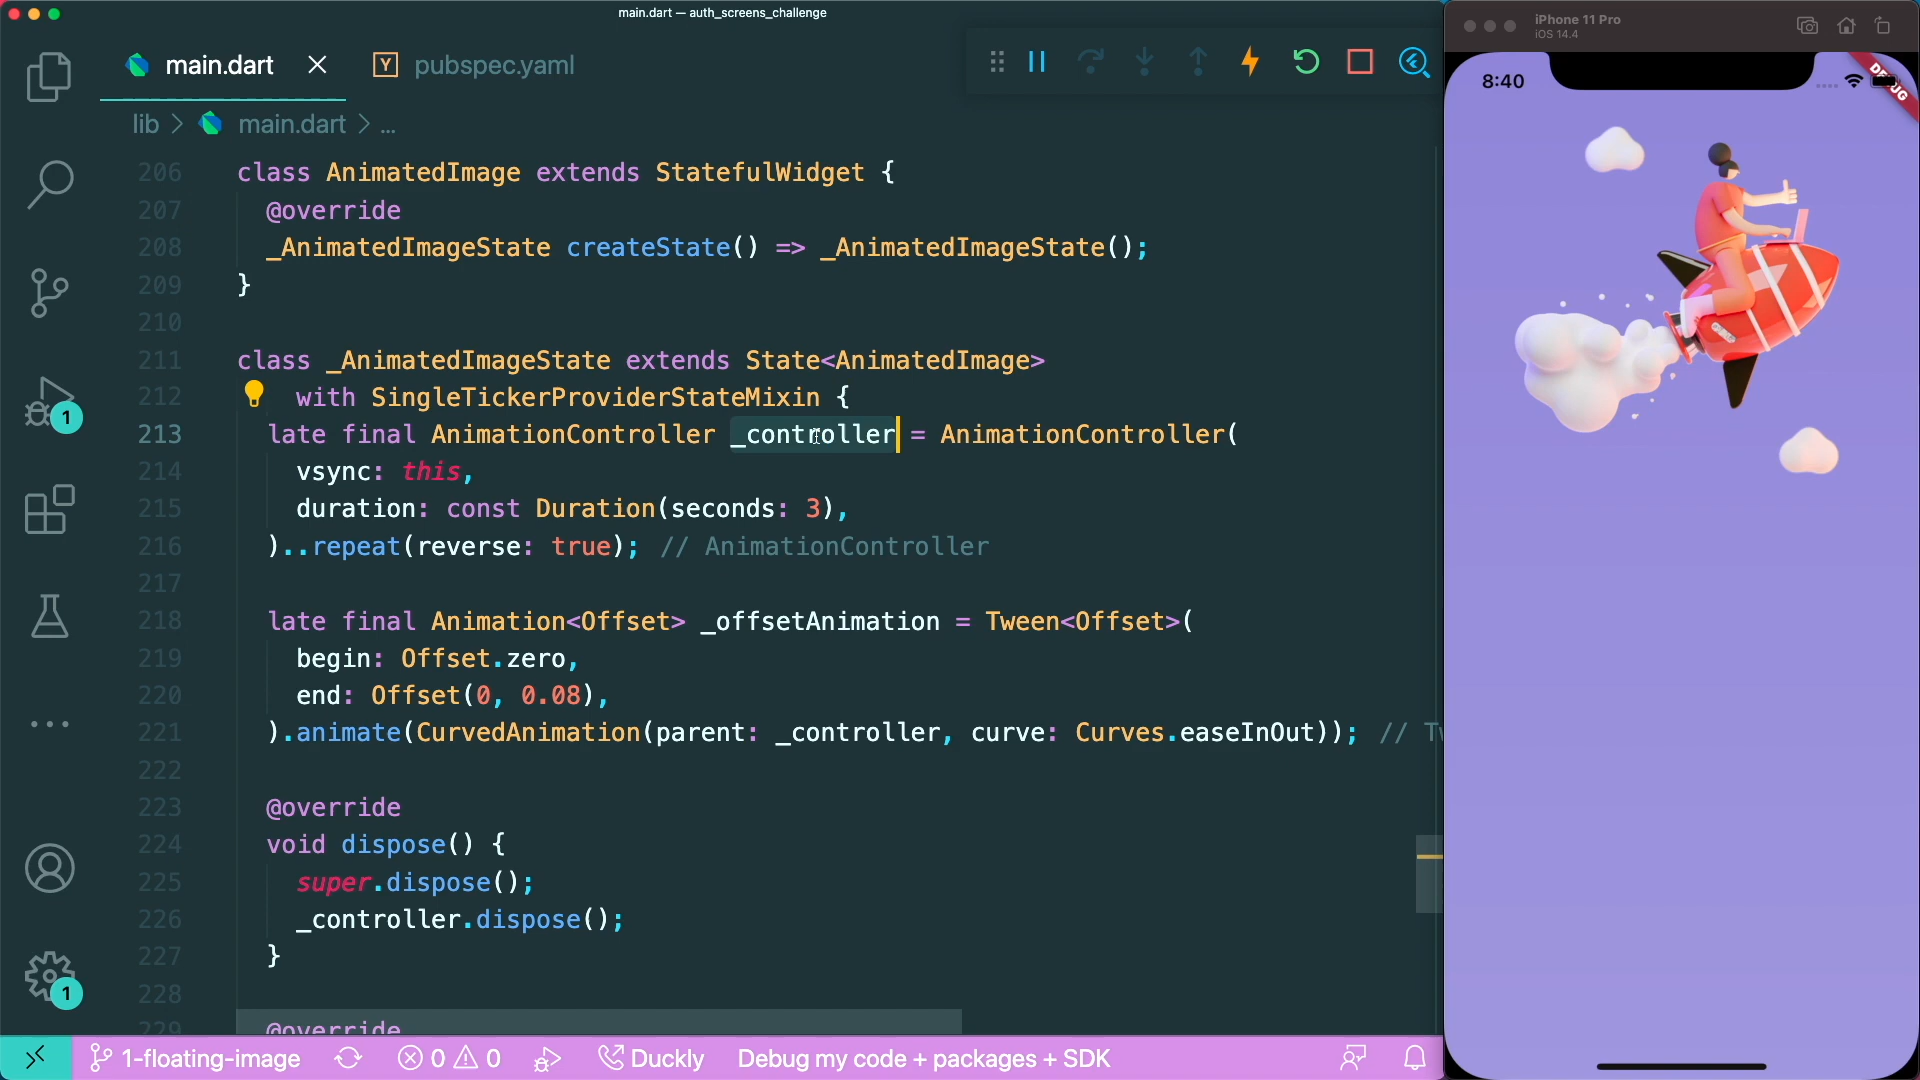 main.dart — auth_screens_challenge
main.dart
pubspec.yaml
lib > main.dart > ...
206 class AnimatedImage extends StatefulWidget {
207 @override
208 _AnimatedImageState createState() => _AnimatedImageState();
209 }
210
211 class _AnimatedImageState extends State<AnimatedImage>
212 with SingleTickerProviderStateMixin {
213 late final AnimationController _controller = AnimationController(
214 vsync: this,
215 duration: const Duration(seconds: 3),
216 )..repeat(reverse: true); // AnimationController
217
218 late final Animation<Offset> _offsetAnimation = Tween<Offset>(
219 begin: Offset.zero,
220 end: Offset(0, 0.08),
221 ).animate(CurvedAnimation(parent: _controller, curve: Curves.easeInOut)); // Tw
222
223 @override
224 void dispose() {
225 super.dispose();
226 _controller.dispose();
227 }
228
229 @override
1
1
1-floating-image
0
0
Duckly
Debug my code + packages + SDK
iPhone 11 Pro
iOS 14.4
8:40
DEBUG